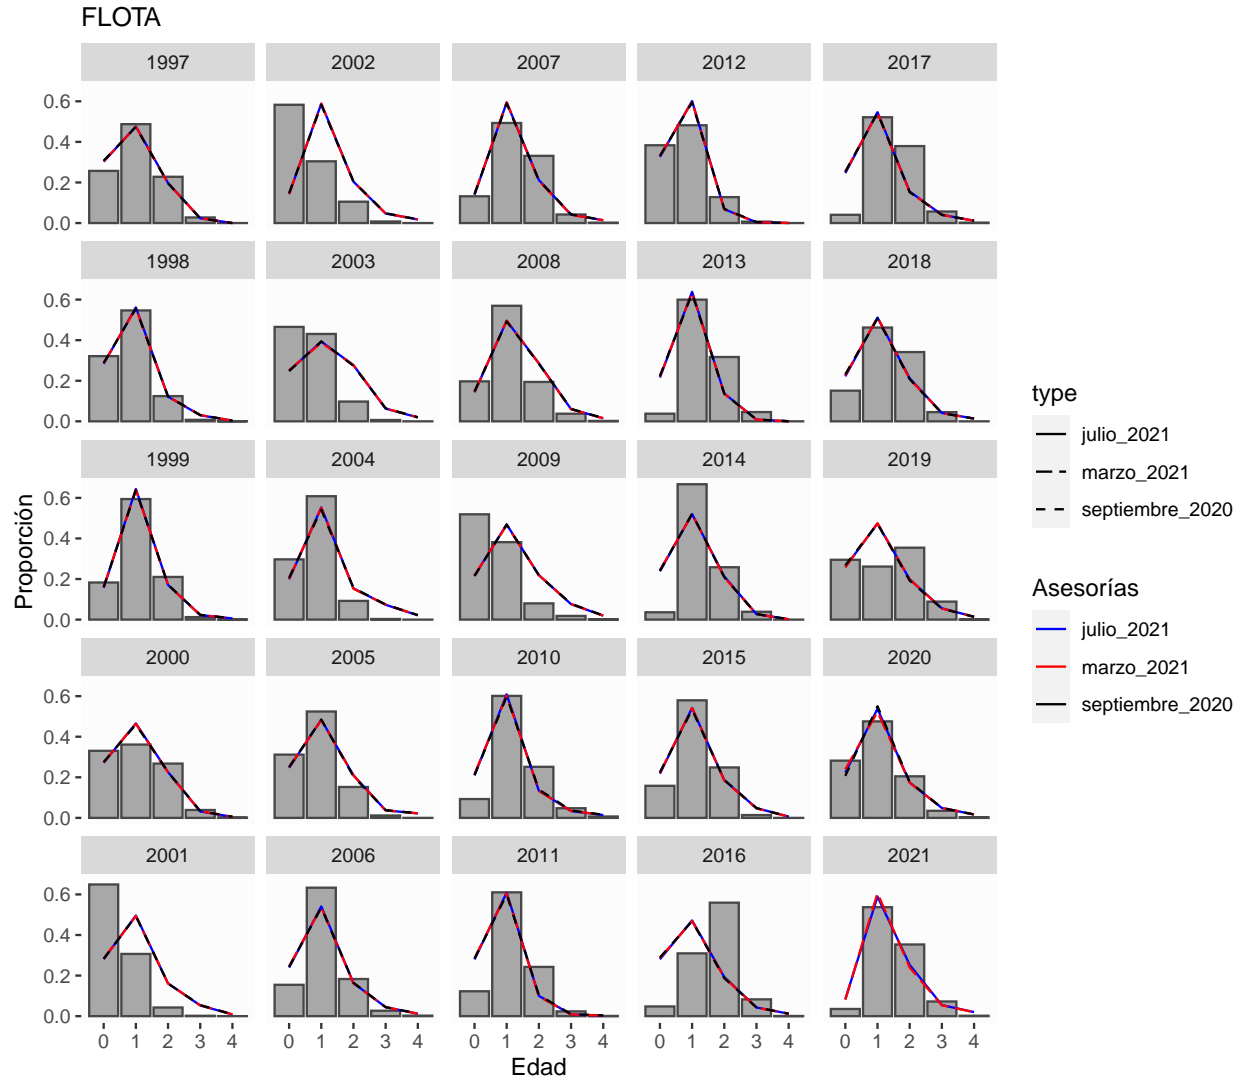 FLOTA
1997 2002 2007 2012 2017
0.6
0.4
0.2
0.0
1998 2003 2008 2013 2018
0.6
0.4
0.2
0.0
1999 2004 2009 2014 2019
0.6
0.4
0.2
0.0
2000 2005 2010 2015 2020
0.6
0.4
0.2
0.0
2001 2006 2011 2016 2021
0.6
0.4
0.2
0.0
0 1 2 3 4 0 1 2 3 4 0 1 2 3 4 0 1 2 3 4 0 1 2 3 4
Edad
Proporción
type
julio_2021
marzo_2021
septiembre_2020
Asesorías
julio_2021
marzo_2021
septiembre_2020